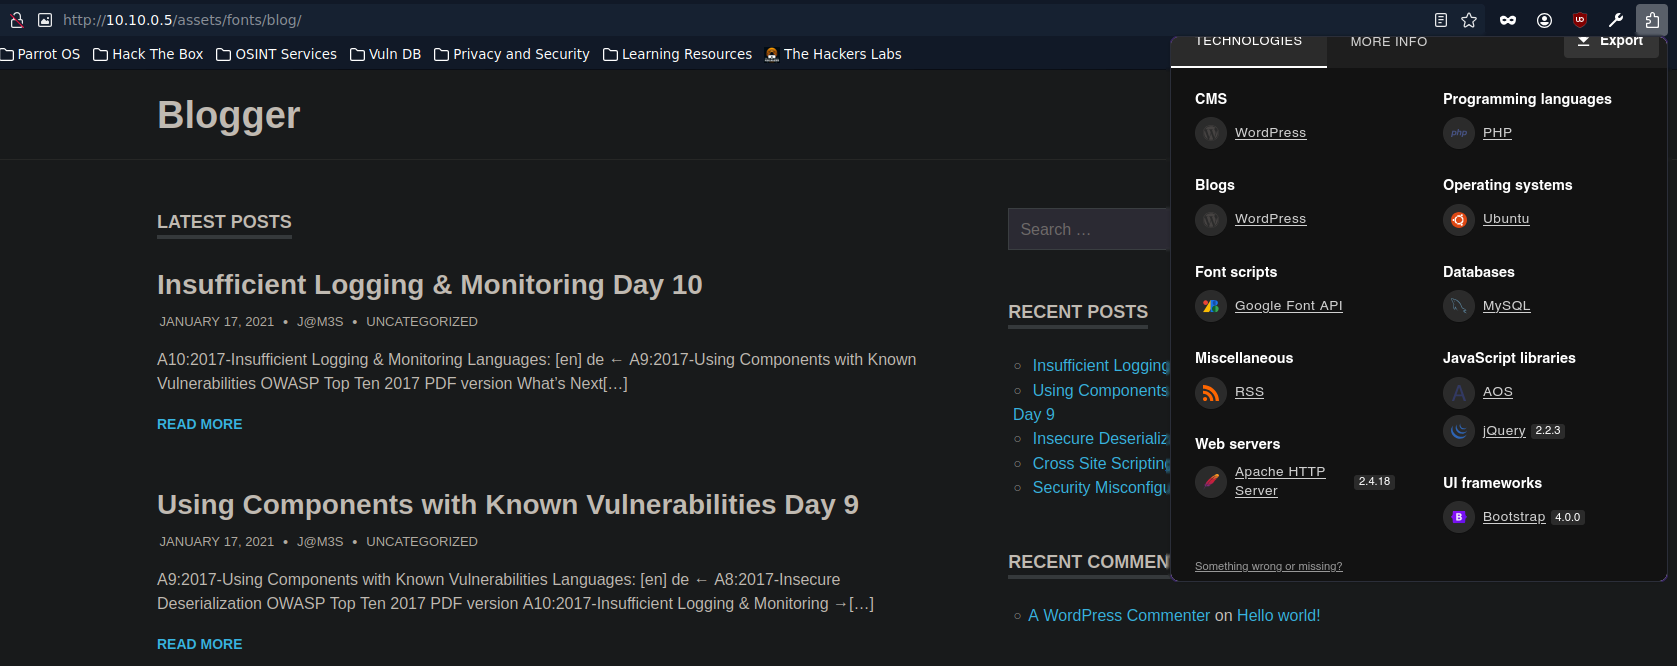 http://10.10.0.5/assets/fonts/blog/
Parrot OS Hack The Box OSINT Services Vuln DB Privacy and Security Learning Resources The Hackers Labs
TECHNOLOGIES MORE INFO Export
Blogger
LATEST POSTS
Insufficient Logging & Monitoring Day 10
JANUARY 17, 2021 • J@M3S • UNCATEGORIZED
A10:2017-Insufficient Logging & Monitoring Languages: [en] de ← A9:2017-Using Components with Known
Vulnerabilities OWASP Top Ten 2017 PDF version What’s Next[…]
READ MORE
Using Components with Known Vulnerabilities Day 9
JANUARY 17, 2021 • J@M3S • UNCATEGORIZED
A9:2017-Using Components with Known Vulnerabilities Languages: [en] de ← A8:2017-Insecure
Deserialization OWASP Top Ten 2017 PDF version A10:2017-Insufficient Logging & Monitoring →[…]
READ MORE
Search …
RECENT POSTS
Insufficient Logging
Using Components
Day 9
Insecure Deserializ
Cross Site Scripting
Security Misconfigu
RECENT COMMEN
A WordPress Commenter on Hello world!
CMS
WordPress
Blogs
WordPress
Font scripts
Google Font API
Miscellaneous
RSS
Web servers
Apache HTTP
Server 2.4.18
Programming languages
php PHP
Operating systems
Ubuntu
Databases
MySQL
JavaScript libraries
AOS
jQuery 2.2.3
UI frameworks
B Bootstrap 4.0.0
Something wrong or missing?